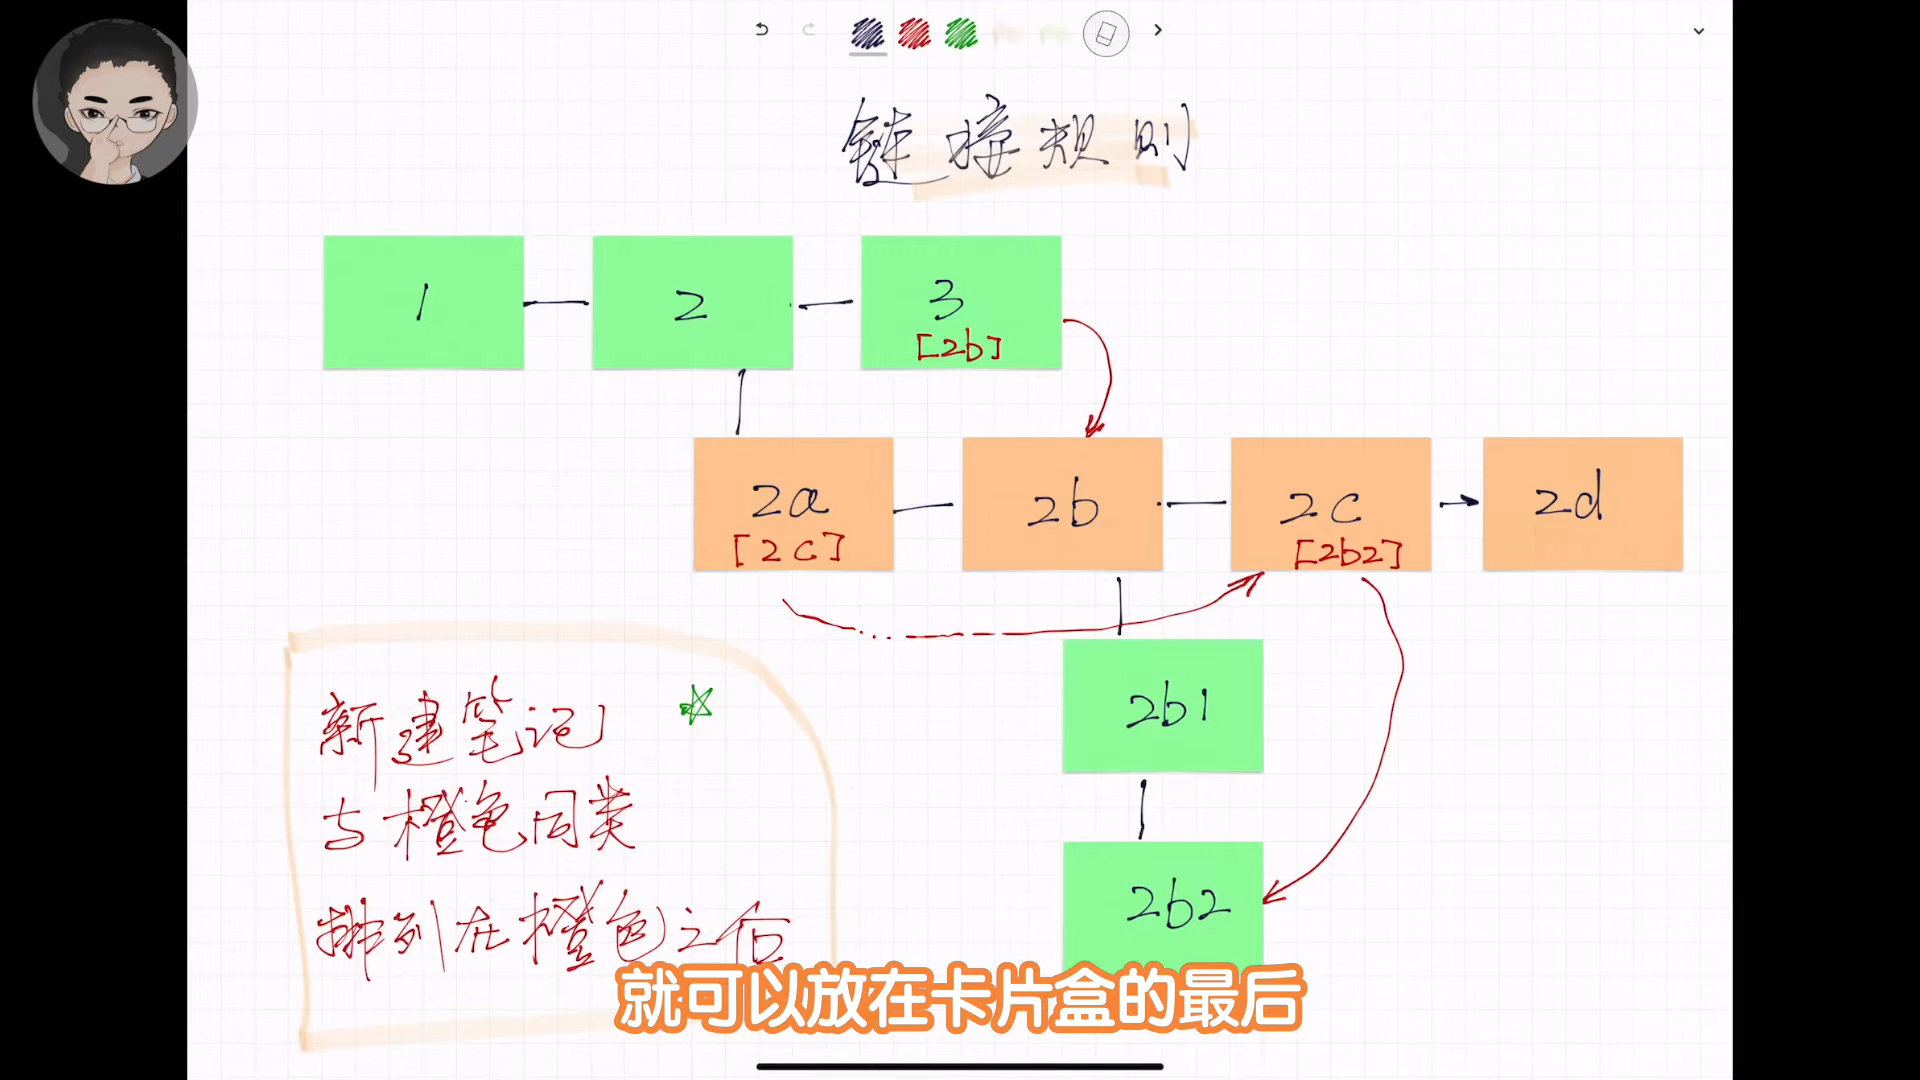 链接规则
1
2
3
[2b]
2a
[2c]
2b
2c
[2b2]
2d
2b1
2b2
新建笔记
与橙色同类
排列在橙色之后
就可以放在卡片盒的最后